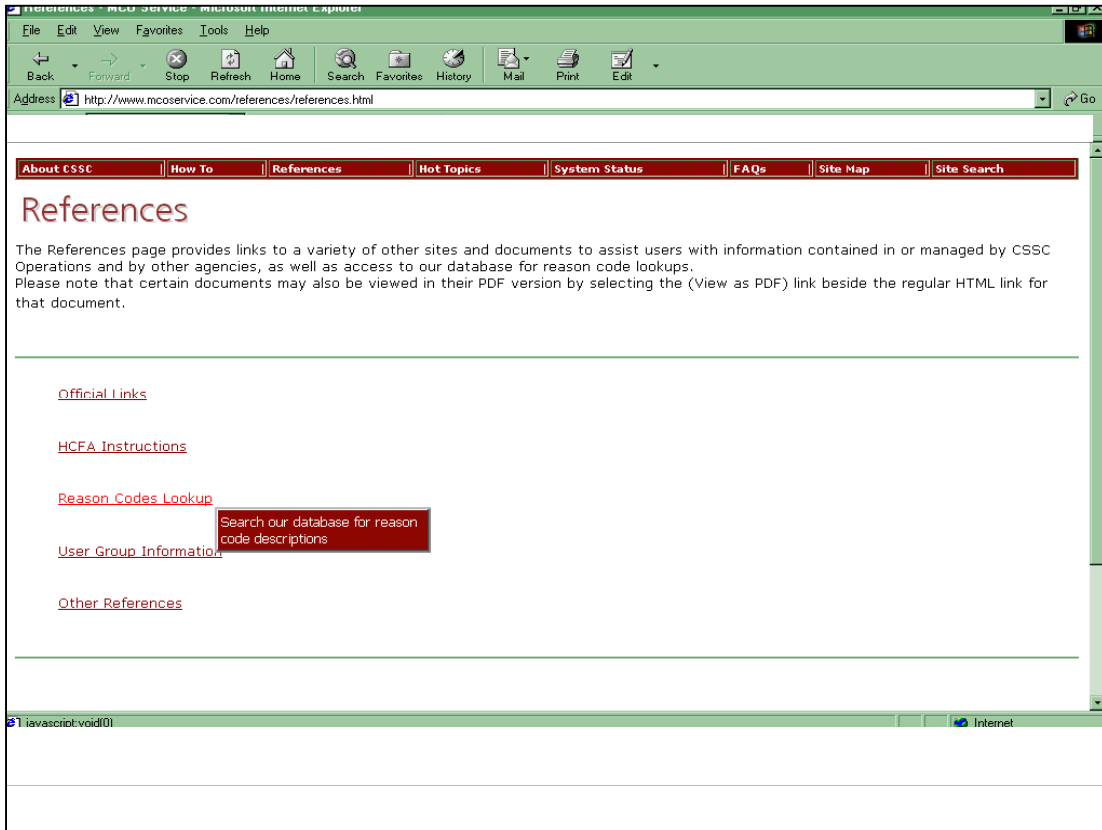 References - MCO Service - Microsoft Internet Explorer
File Edit View Favorites Tools Help
Back Forward Stop Refresh Home Search Favorites History Mail Print Edit
Address http://www.mcoservice.com/references/references.html Go
About CSSC || How To || References || Hot Topics || System Status || FAQs || Site Map || Site Search
References
The References page provides links to a variety of other sites and documents to assist users with information contained in or managed by CSSC
Operations and by other agencies, as well as access to our database for reason code lookups.
Please note that certain documents may also be viewed in their PDF version by selecting the (View as PDF) link beside the regular HTML link for
that document.
Official Links
HCFA Instructions
Reason Codes Lookup
Search our database for reason
code descriptions
User Group Information
Other References
javascript:void(0) Internet